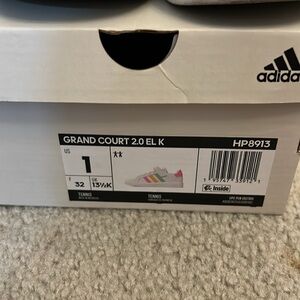 adidas
GRAND COURT 2.0 EL K
HP8913
US
1
F
32
UK
13½K
TENNIS
TENNIS
Inside